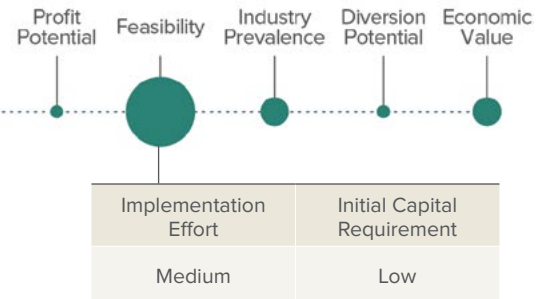 Profit
Potential
Feasibility
Industry
Prevalence
Diversion
Potential
Economic
Value
Implementation
Effort
Initial Capital
Requirement
Medium
Low